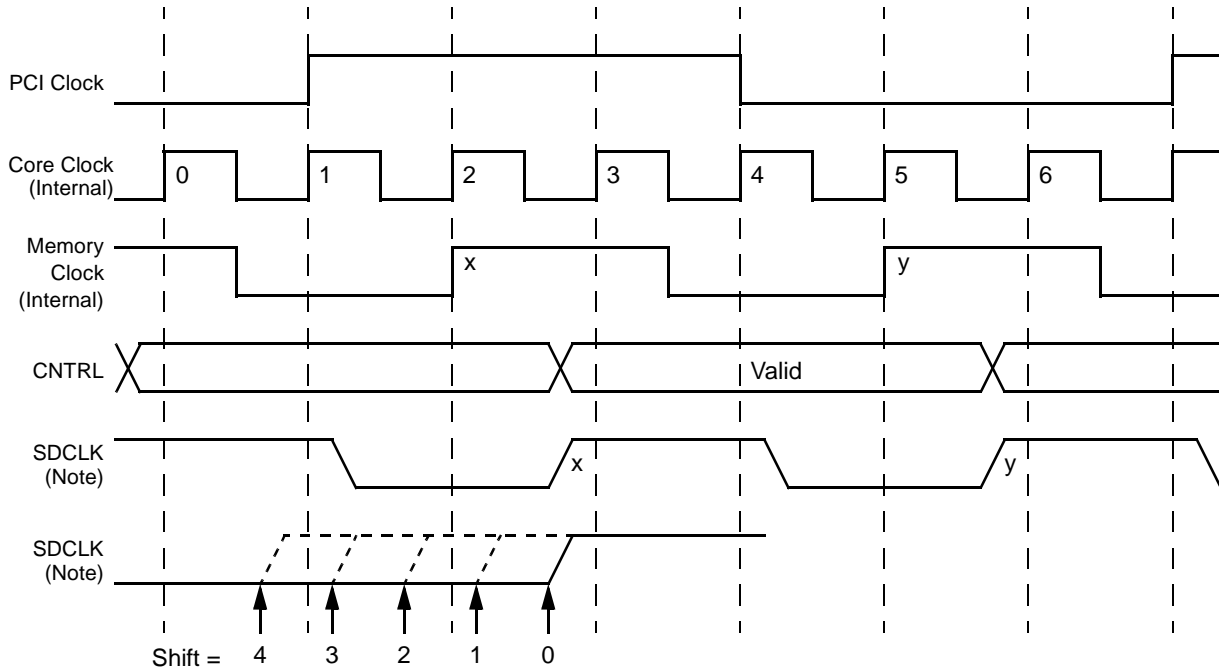 PCI Clock
Core Clock
(Internal)
0 1 2 3 4 5 6
Memory
Clock
(Internal)
x y
CNTRL
Valid
SDCLK
(Note)
x y
SDCLK
(Note)
Shift = 4 3 2 1 0